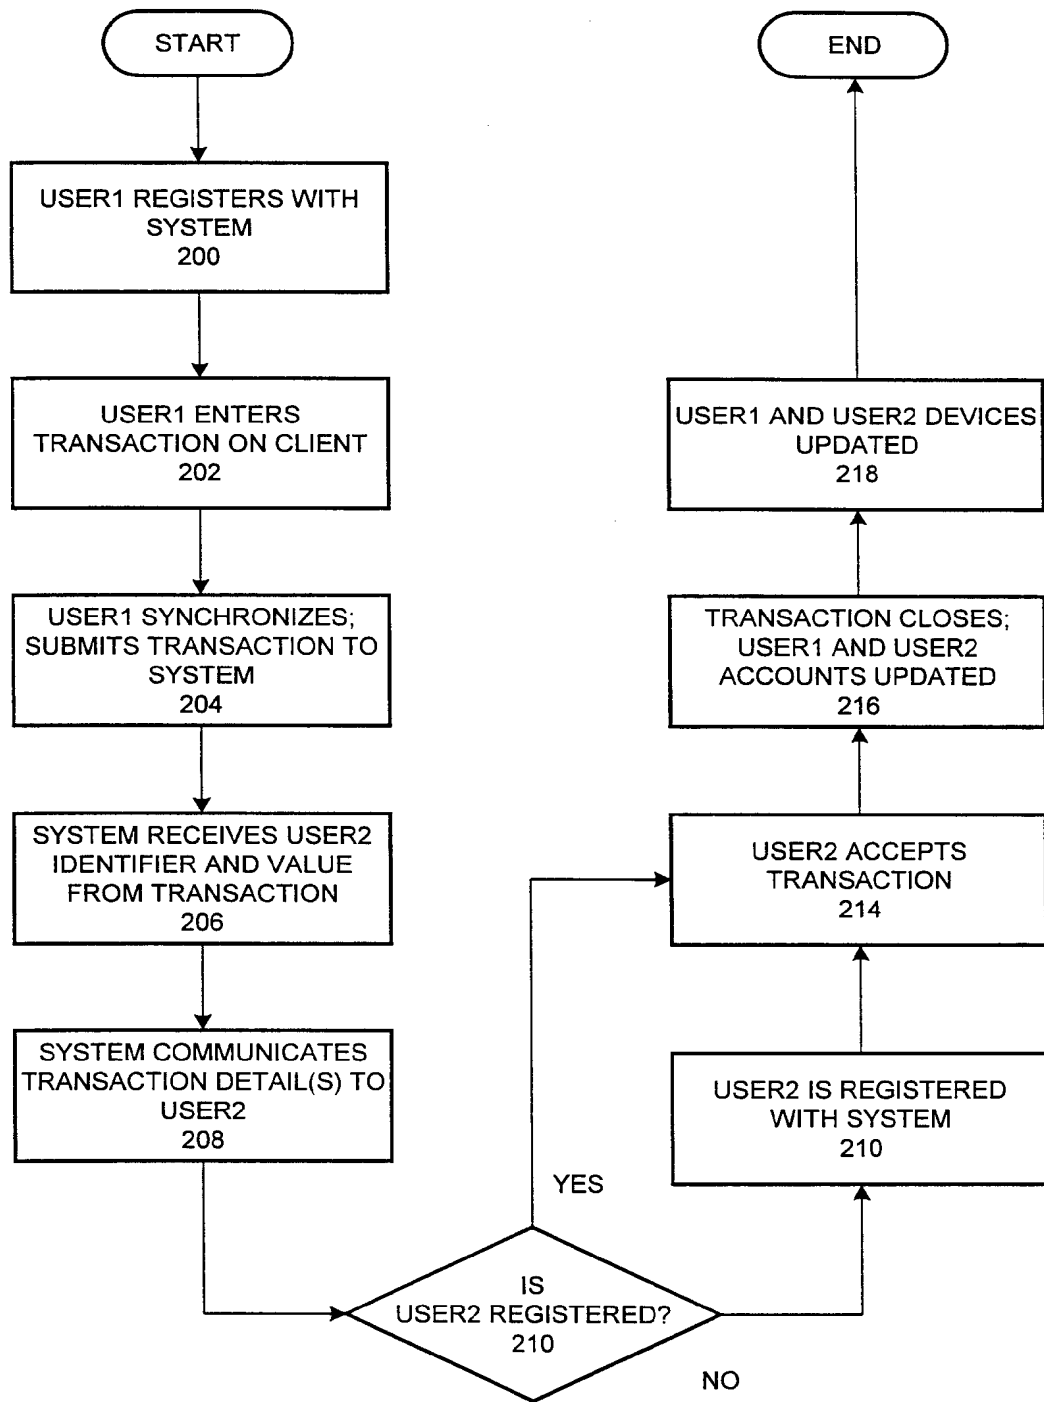 START
USER1 REGISTERS WITH
SYSTEM
200
USER1 ENTERS
TRANSACTION ON CLIENT
202
USER1 SYNCHRONIZES;
SUBMITS TRANSACTION TO
SYSTEM
204
SYSTEM RECEIVES USER2
IDENTIFIER AND VALUE
FROM TRANSACTION
206
SYSTEM COMMUNICATES
TRANSACTION DETAIL(S) TO
USER2
208
IS
USER2 REGISTERED?
210
YES
NO
USER2 IS REGISTERED
WITH SYSTEM
210
USER2 ACCEPTS
TRANSACTION
214
TRANSACTION CLOSES;
USER1 AND USER2
ACCOUNTS UPDATED
216
USER1 AND USER2 DEVICES
UPDATED
218
END